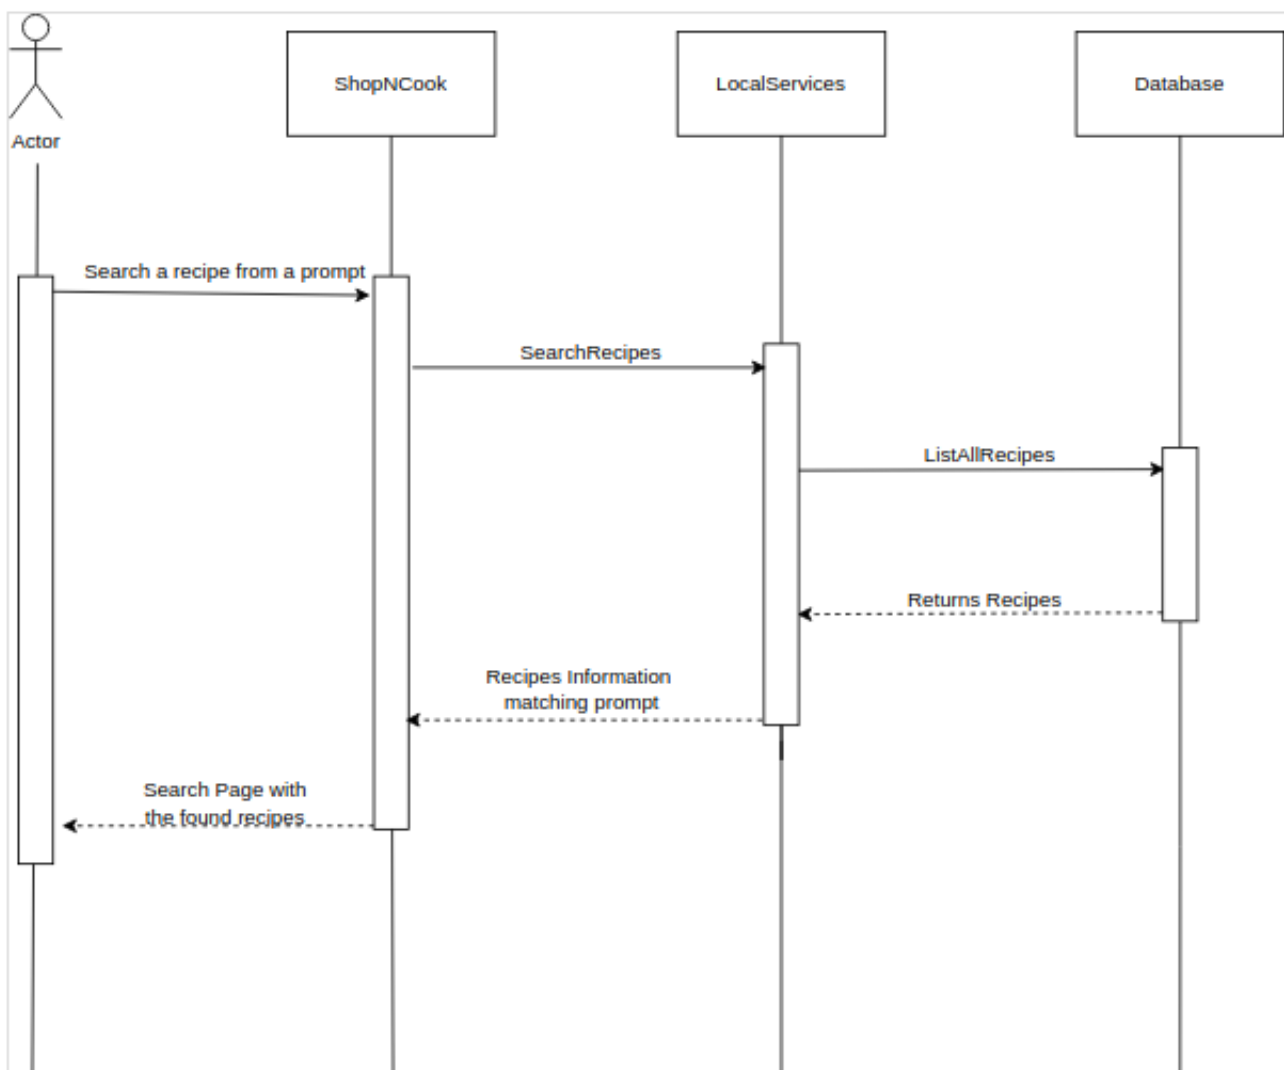 Actor
ShopNCook
LocalServices
Database
Search a recipe from a prompt
SearchRecipes
ListAllRecipes
Returns Recipes
Recipes Information
matching prompt
Search Page with
the found recipes